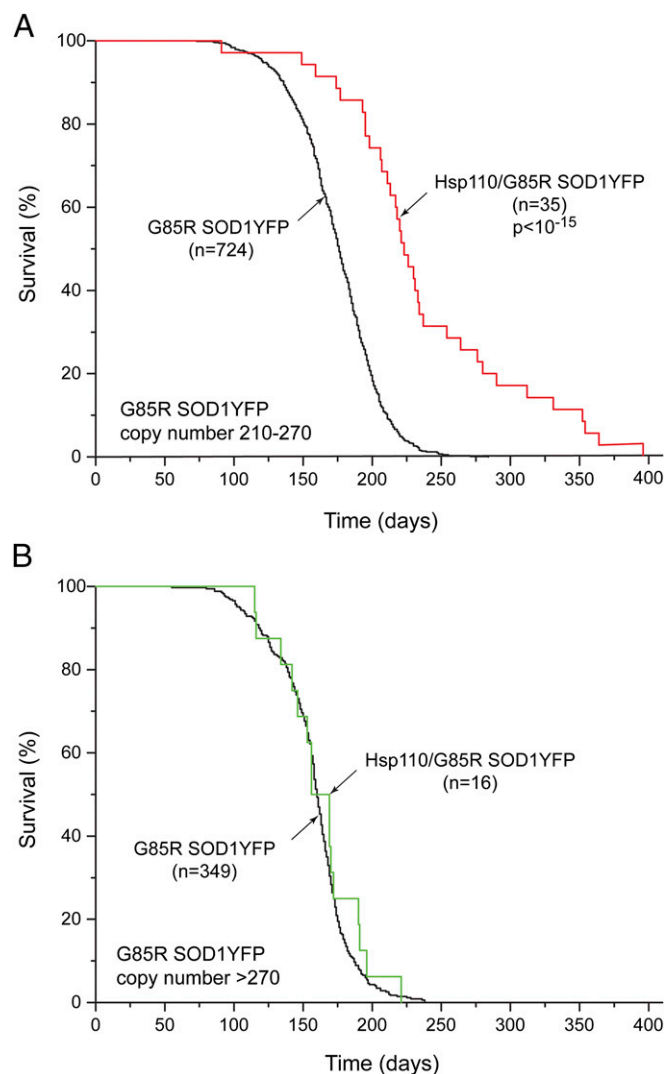 A
100
80
60
40
20
0
Survival (%)
G85R SOD1YFP
(n=724)
Hsp110/G85R SOD1YFP
(n=35)
p<10-15
G85R SOD1YFP
copy number 210-270
0 50 100 150 200 250 300 350 400
Time (days)
B
100
80
60
40
20
0
Survival (%)
Hsp110/G85R SOD1YFP
(n=16)
G85R SOD1YFP
(n=349)
G85R SOD1YFP
copy number >270
0 50 100 150 200 250 300 350 400
Time (days)